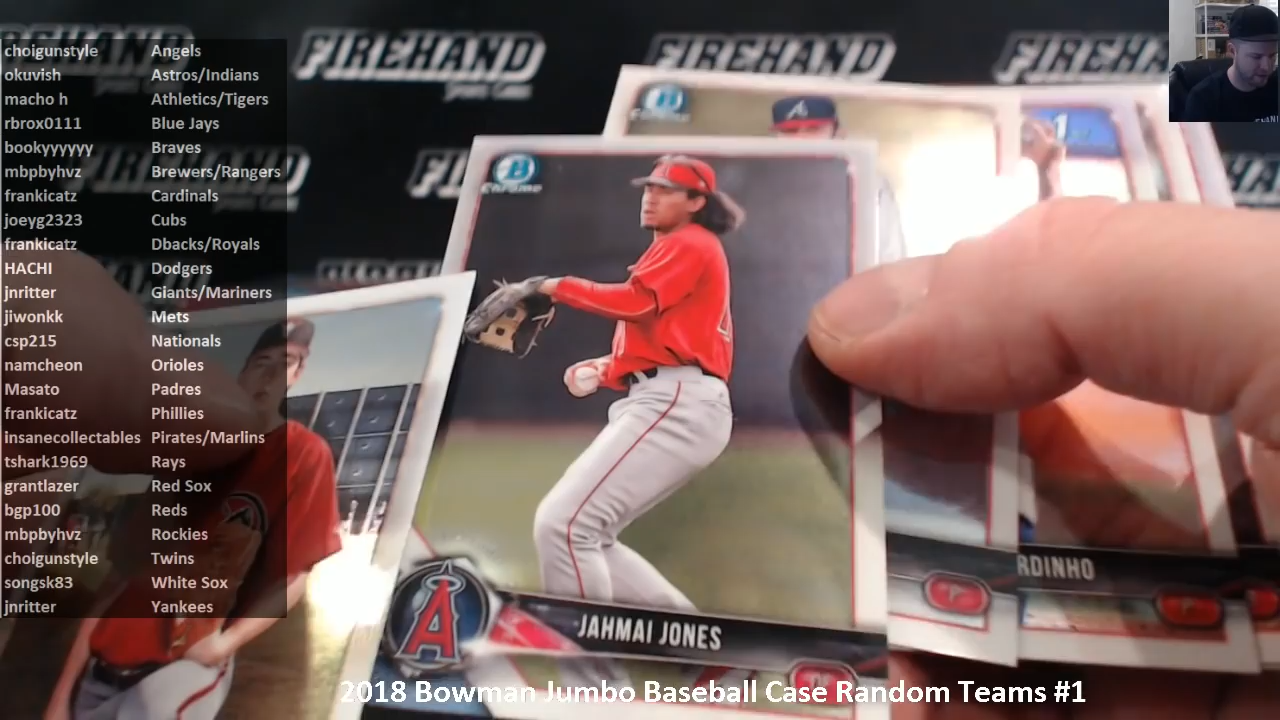 choigunstyle Angels
okuvish Astros/Indians
macho h Athletics/Tigers
rbrox0111 Blue Jays
bookyyyyyy Braves
mbpbyhvz Brewers/Rangers
frankicatz Cardinals
joeyg2323 Cubs
frankicatz Dbacks/Royals
HACHI Dodgers
jnritter Giants/Mariners
jiwonkk Mets
csp215 Nationals
namcheon Orioles
Masato Padres
frankicatz Phillies
insanecollectables Pirates/Marlins
tshark1969 Rays
grantlazer Red Sox
bgp100 Reds
mbpbyhvz Rockies
choigunstyle Twins
songsk83 White Sox
jnritter Yankees
FIREHAND
FIREHAND
FIREH
B
Chrome
A
1
B
Chrome
A
JAHMAI JONES
RDINHO
2018 Bowman Jumbo Baseball Case Random Teams #1